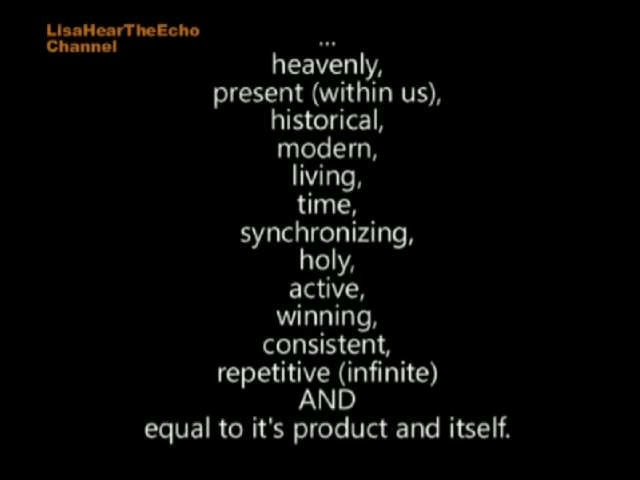 LisaHearTheEcho
Channel
...
heavenly,
present (within us),
historical,
modern,
living,
time,
synchronizing,
holy,
active,
winning,
consistent,
repetitive (infinite)
AND
equal to it's product and itself.